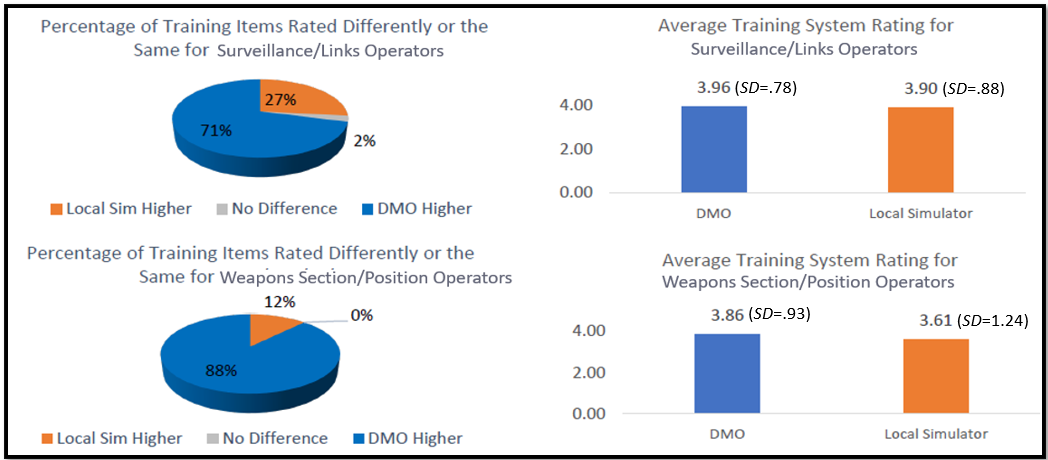 Percentage of Training Items Rated Differently or the
Same for Surveillance/Links Operators
27%
71%
2%
Local Sim Higher No Difference DMO Higher
Average Training System Rating for
Surveillance/Links Operators
3.96 (SD=.78) 3.90 (SD=.88)
4.00
2.00
0.00
DMO Local Simulator
Percentage of Training Items Rated Differently or the
Same for Weapons Section/Position Operators
12%
0%
88%
Local Sim Higher No Difference DMO Higher
Average Training System Rating for
Weapons Section/Position Operators
3.86 (SD=.93) 3.61 (SD=1.24)
4.00
2.00
0.00
DMO Local Simulator